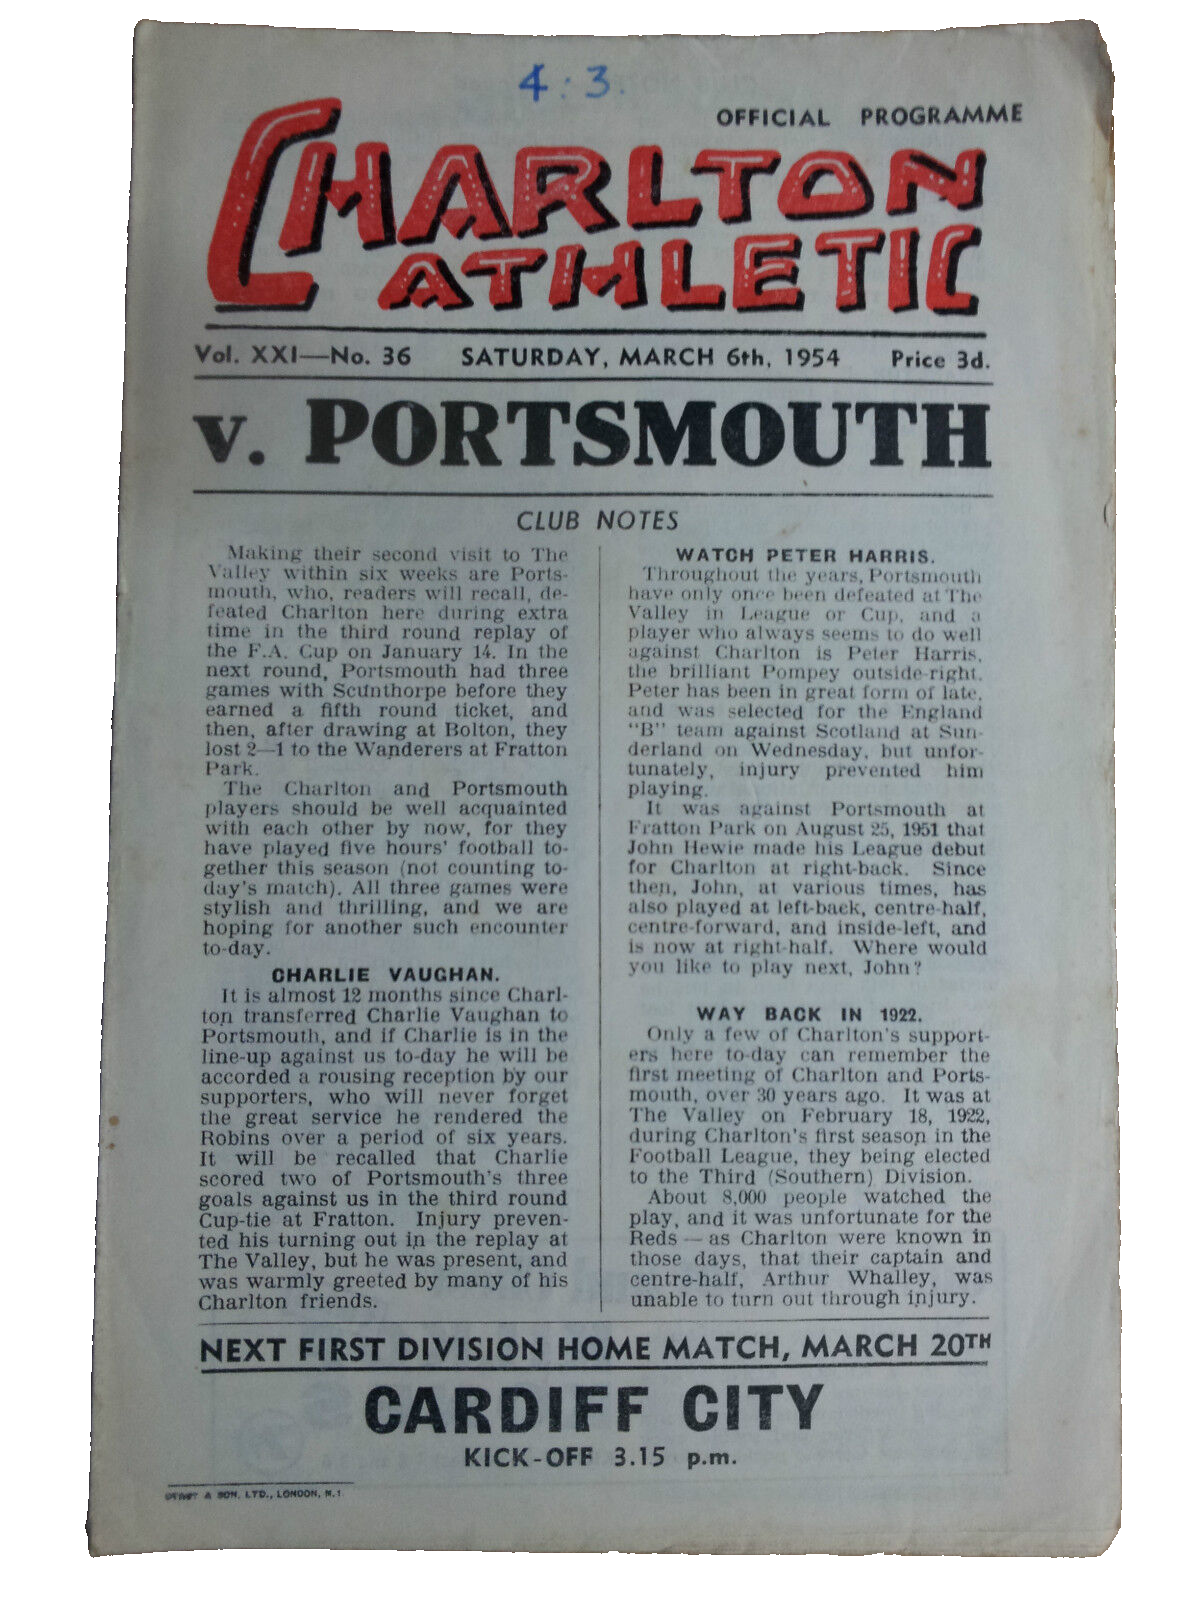 4:3.
OFFICIAL PROGRAMME
CHARLTON
ATHLETIC
Vol. XXI—No. 36 SATURDAY, MARCH 6th, 1954 Price 3d.
v. PORTSMOUTH
CLUB NOTES
Making their second visit to The
Valley within six weeks are Ports-
mouth, who, readers will recall, de-
feated Charlton here during extra
time in the third round replay of
the F.A. Cup on January 14. In the
next round, Portsmouth had three
games with Scunthorpe before they
earned a fifth round ticket, and
then, after drawing at Bolton, they
lost 2—1 to the Wanderers at Fratton
Park.
The Charlton and Portsmouth
players should be well acquainted
with each other by now, for they
have played five hours' football to-
gether this season (not counting to-
day's match). All three games were
stylish and thrilling, and we are
hoping for another such encounter
to-day.
CHARLIE VAUGHAN.
It is almost 12 months since Charl-
ton transferred Charlie Vaughan to
Portsmouth, and if Charlie is in the
line-up against us to-day he will be
accorded a rousing reception by our
supporters, who will never forget
the great service he rendered the
Robins over a period of six years.
It will be recalled that Charlie
scored two of Portsmouth's three
goals against us in the third round
Cup-tie at Fratton. Injury preven-
ted his turning out in the replay at
The Valley, but he was present, and
was warmly greeted by many of his
Charlton friends.
WATCH PETER HARRIS.
Throughout the years, Portsmouth
have only once been defeated at The
Valley in League or Cup, and a
player who always seems to do well
against Charlton is Peter Harris,
the brilliant Pompey outside-right.
Peter has been in great form of late,
and was selected for the England
"B" team against Scotland at Sun-
derland on Wednesday, but unfor-
tunately, injury prevented him
playing.
It was against Portsmouth at
Fratton Park on August 25, 1951 that
John Hewie made his League debut
for Charlton at right-back. Since
then, John, at various times, has
also played at left-back, centre-half,
centre-forward, and inside-left, and
is now at right-half. Where would
you like to play next, John?
WAY BACK IN 1922.
Only a few of Charlton's support-
ers here to-day can remember the
first meeting of Charlton and Ports-
mouth, over 30 years ago. It was at
The Valley on February 18, 1922,
during Charlton's first season in the
Football League, they being elected
to the Third (Southern) Division.
About 8,000 people watched the
play, and it was unfortunate for the
Reds — as Charlton were known in
those days, that their captain and
centre-half, Arthur Whalley, was
unable to turn out through injury.
NEXT FIRST DIVISION HOME MATCH, MARCH 20TH
CARDIFF CITY
KICK-OFF 3.15 p.m.
& SON, LTD., LONDON, N.1